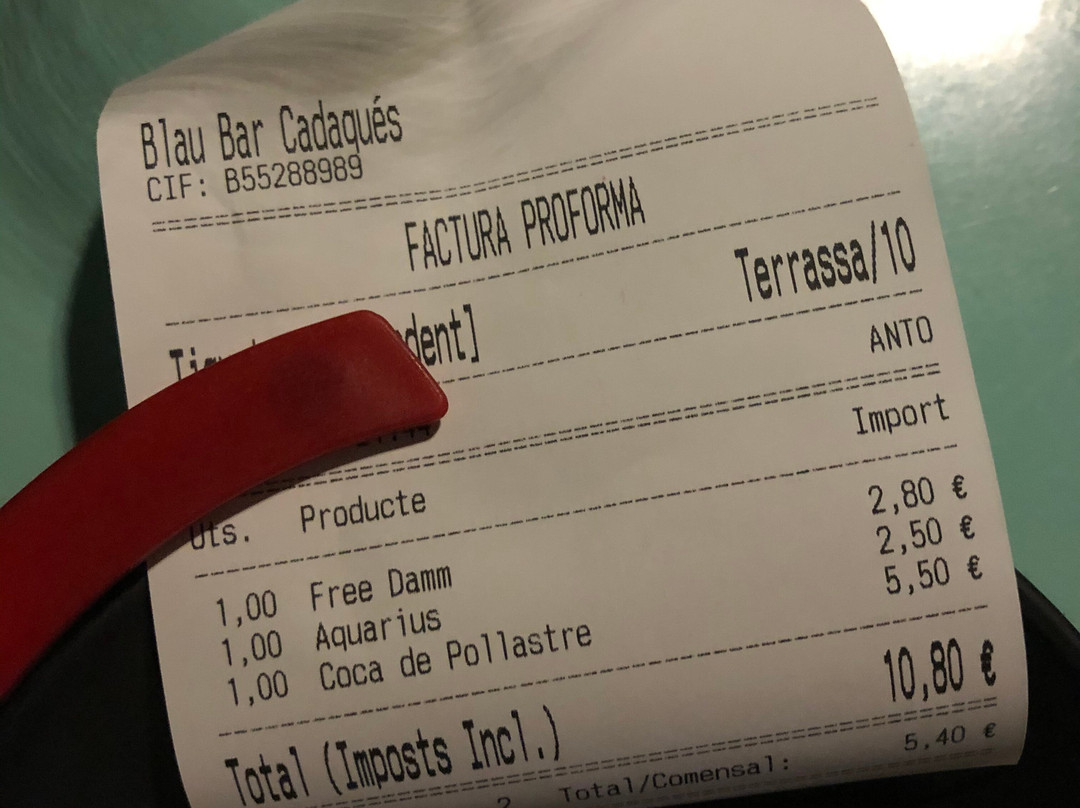 Blau Bar Cadaqués
CIF: B55288989
FACTURA PROFORMA
Terrassa/10
ANTO
Uts. Producte Import
1,00 Free Damm 2,80 €
1,00 Aquarius 2,50 €
1,00 Coca de Pollastre 5,50 €
Total (Imposts Incl.) 10,80 €
2 Total/Comensal: 5,40 €